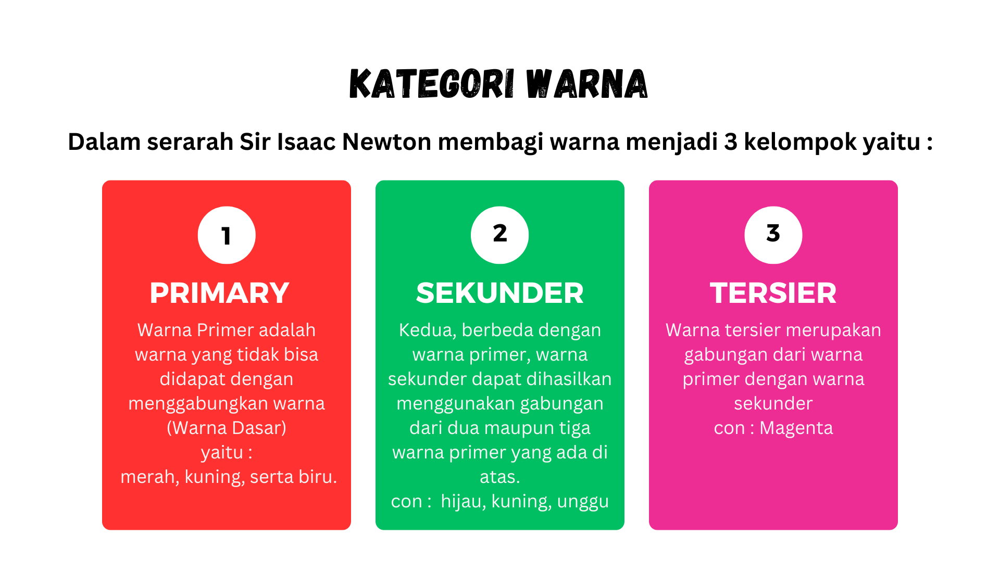 KATEGORI WARNA
Dalam serarah Sir Isaac Newton membagi warna menjadi 3 kelompok yaitu :
1
PRIMARY
Warna Primer adalah
warna yang tidak bisa
didapat dengan
menggabungkan warna
(Warna Dasar)
yaitu :
merah, kuning, serta biru.
2
SEKUNDER
Kedua, berbeda dengan
warna primer, warna
sekunder dapat dihasilkan
menggunakan gabungan
dari dua maupun tiga
warna primer yang ada di
atas.
con :  hijau, kuning, unggu
3
TERSIER
Warna tersier merupakan
gabungan dari warna
primer dengan warna
sekunder
con : Magenta